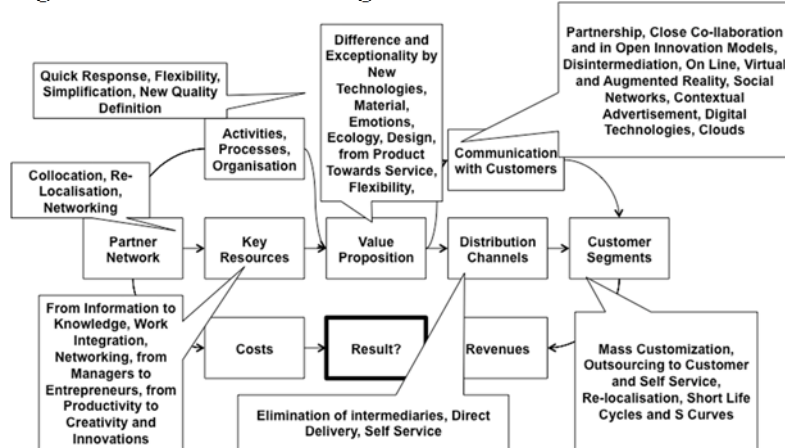 Partnership, Close Co-llaboration
and in Open Innovation Models,
Disintermediation, On Line, Virtual
and Augmented Reality, Social
Networks, Contextual
Advertisement, Digital
Technologies, Clouds
Difference and
Exceptionality by
New
Technologies,
Material,
Emotions,
Ecology, Design,
from Product
Towards Service,
Flexibility,
Quick Response, Flexibility,
Simplification, New Quality
Definition
Activities,
Processes,
Organisation
Communication
with Customers
Collocation, Re-
Localisation,
Networking
Partner
Network
Key
Resources
Value
Proposition
Distribution
Channels
Customer
Segments
From Information to
Knowledge, Work
Integration,
Networking, from
Managers to
Entrepreneurs, from
Productivity to
Creativity and
Innovations
Costs
Result?
Revenues
Mass Customization,
Outsourcing to Customer
and Self Service,
Re-localisation, Short Life
Cycles and S Curves
Elimination of intermediaries, Direct
Delivery, Self Service